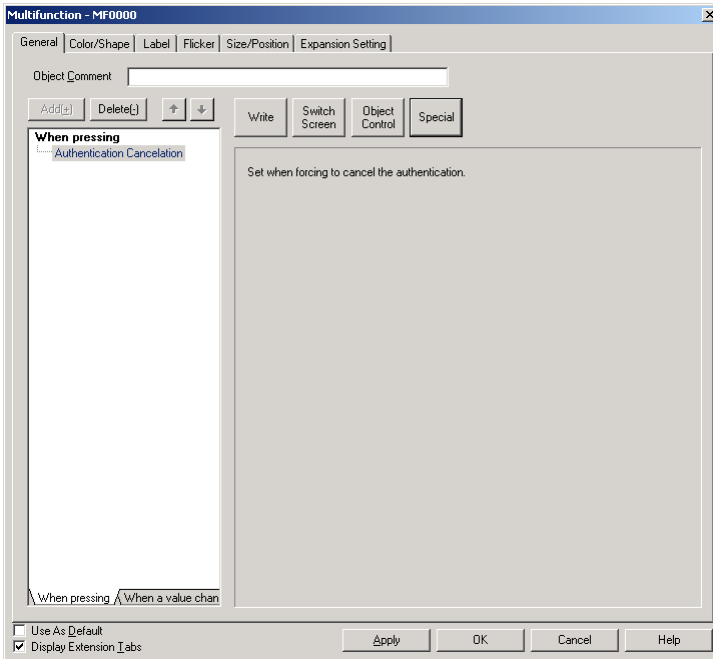 Multifunction - MF0000
General Color/Shape Label Flicker Size/Position Expansion Setting
Object Comment
Add(+) Delete(-)
Write Switch Screen Object Control Special
When pressing
Authentication Cancelation
Set when forcing to cancel the authentication.
When pressing When a value chan
Use As Default
Display Extension Tabs
Apply OK Cancel Help